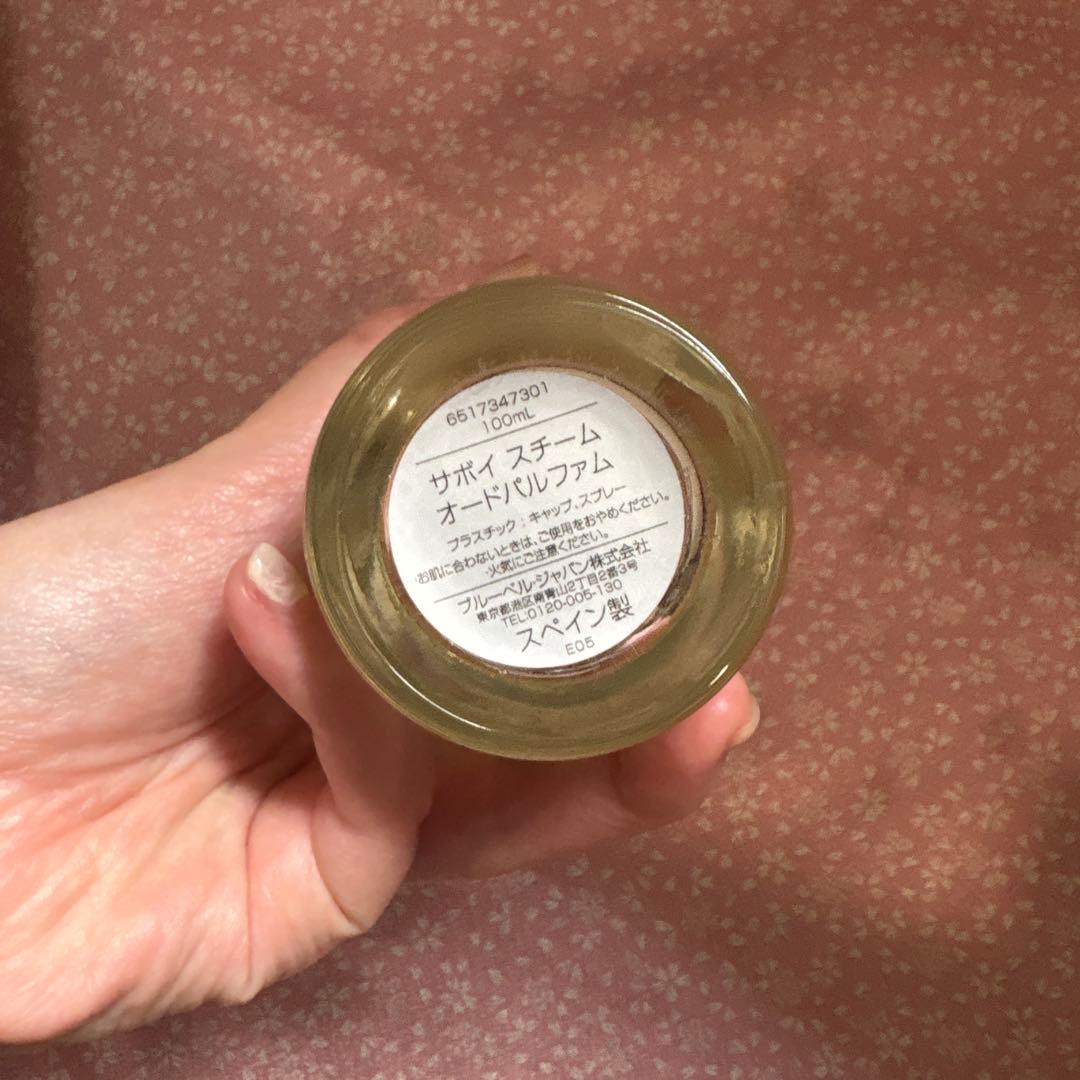 6517347301
100mL
サボイ スチーム
オードパルファム
プラスチック:キャップ、スプレー
・お肌に合わないときは、ご使用をおやめください。
・火気にご注意ください。
ブルーベル・ジャパン株式会社
東京都港区南青山2丁目2番3号
TEL:0120-005-130
スペイン製
E05